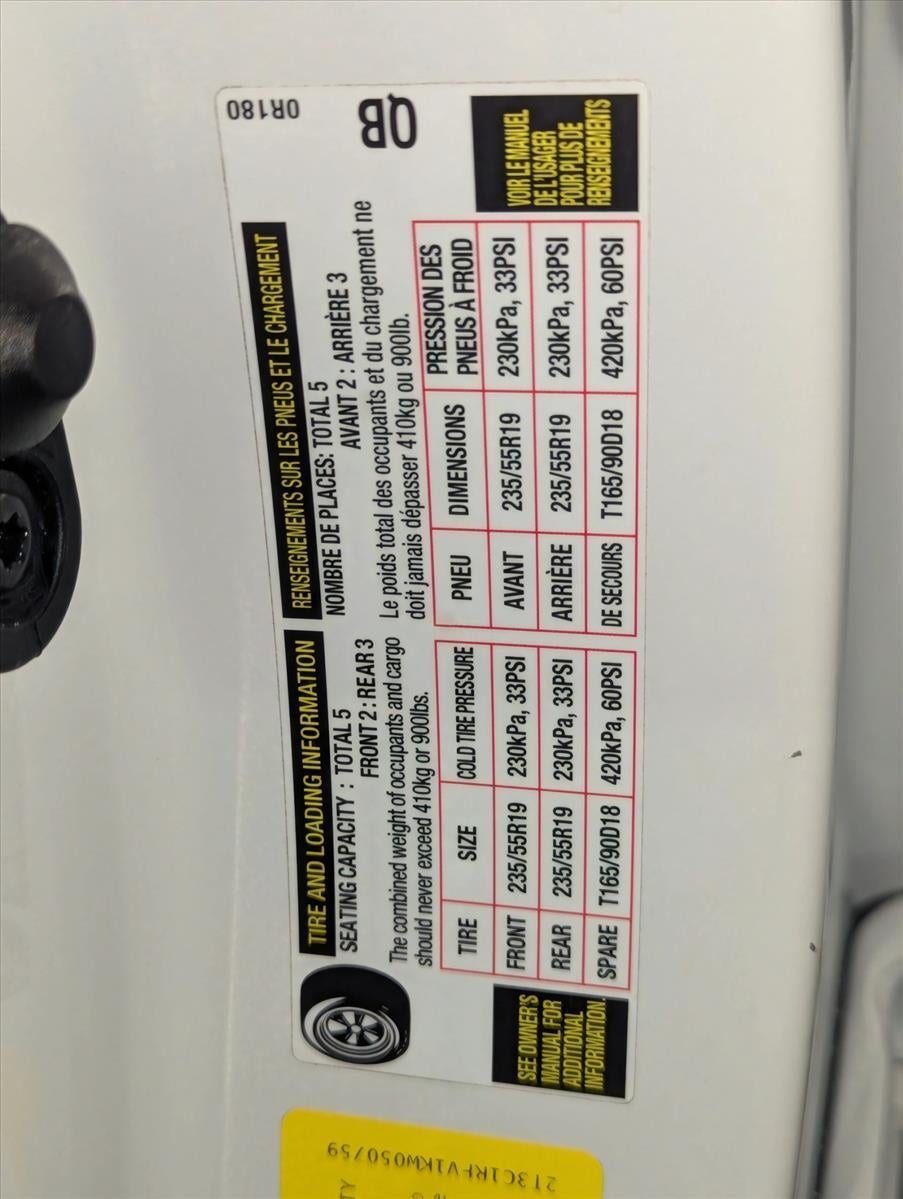 0R180
QB
TIRE AND LOADING INFORMATION
SEATING CAPACITY : TOTAL 5
FRONT 2 : REAR 3
The combined weight of occupants and cargo
should never exceed 410kg or 900lbs.
TIRE SIZE COLD TIRE PRESSURE
FRONT 235/55R19 230kPa, 33PSI
REAR 235/55R19 230kPa, 33PSI
SPARE T165/90D18 420kPa, 60PSI
SEE OWNER'S
MANUAL FOR
ADDITIONAL
INFORMATION.
RENSEIGNEMENTS SUR LES PNEUS ET LE CHARGEMENT
NOMBRE DE PLACES: TOTAL 5
AVANT 2 : ARRIÈRE 3
Le poids total des occupants et du chargement ne
doit jamais dépasser 410kg ou 900lb.
PNEU DIMENSIONS PRESSION DES
PNEUS À FROID
AVANT 235/55R19 230kPa, 33PSI
ARRIÈRE 235/55R19 230kPa, 33PSI
DE SECOURS T165/90D18 420kPa, 60PSI
VOIR LE MANUEL
DE L'USAGER
POUR PLUS DE
RENSEIGNEMENTS
2T3C1RFV1KW050759